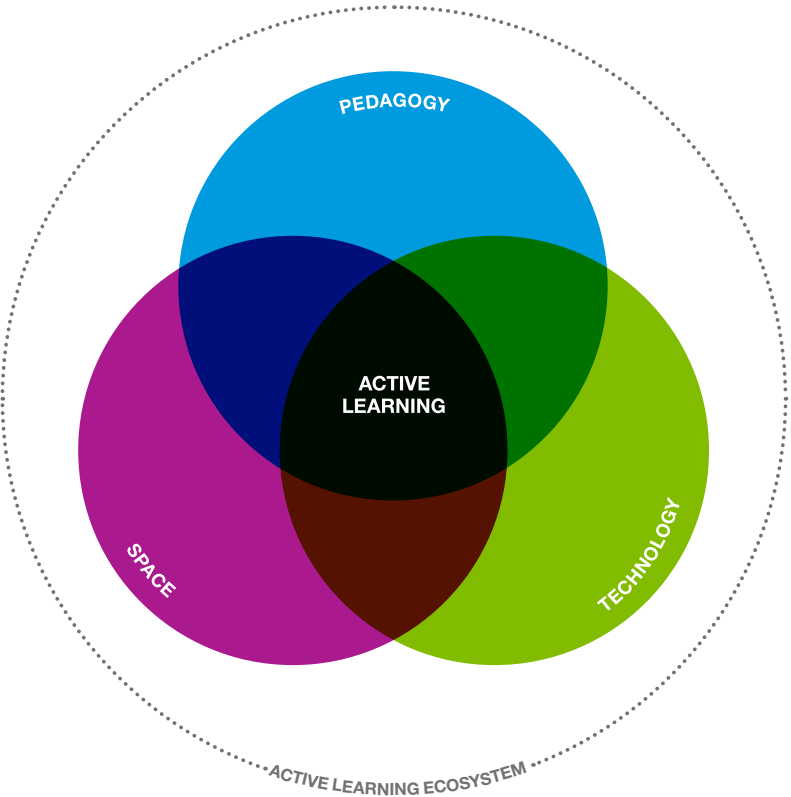 PEDAGOGY
ACTIVE
LEARNING
SPACE
TECHNOLOGY
ACTIVE LEARNING ECOSYSTEM